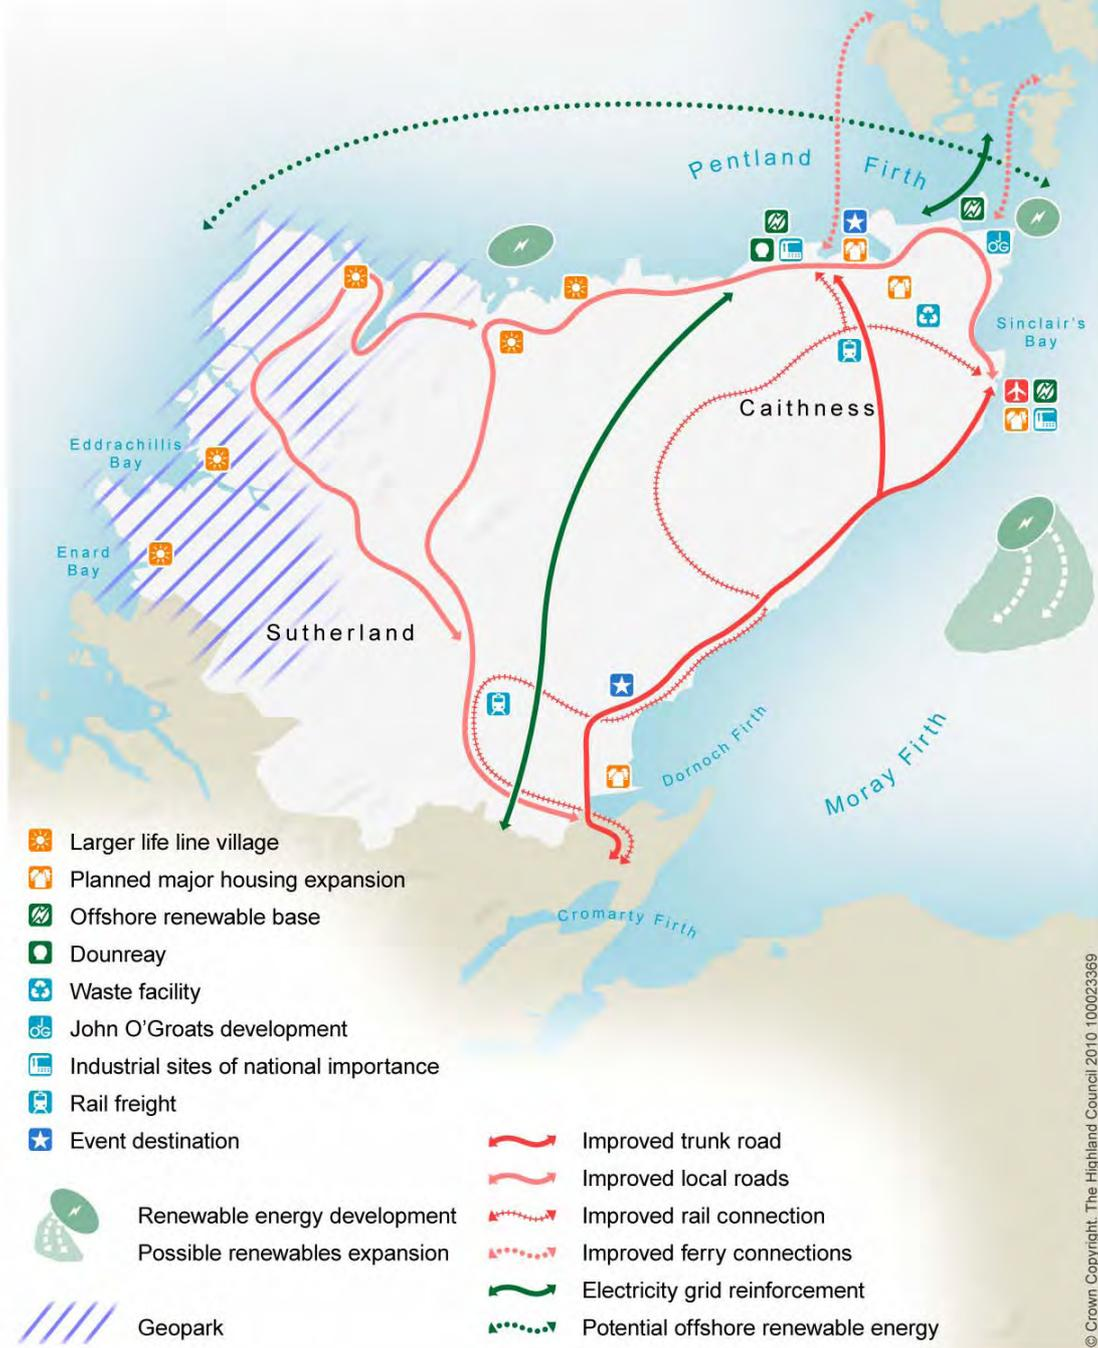 Pentland Firth
Sinclair's
Bay
Caithness
Eddrachillis
Bay
Enard
Bay
Sutherland
Dornoch Firth
Moray Firth
Cromarty Firth
JOG
Larger life line village
Planned major housing expansion
Offshore renewable base
Dounreay
Waste facility
JOG John O'Groats development
Industrial sites of national importance
Rail freight
Event destination
Renewable energy development
Possible renewables expansion
Geopark
Improved trunk road
Improved local roads
Improved rail connection
Improved ferry connections
Electricity grid reinforcement
Potential offshore renewable energy
© Crown Copyright. The Highland Council 2010 100023369